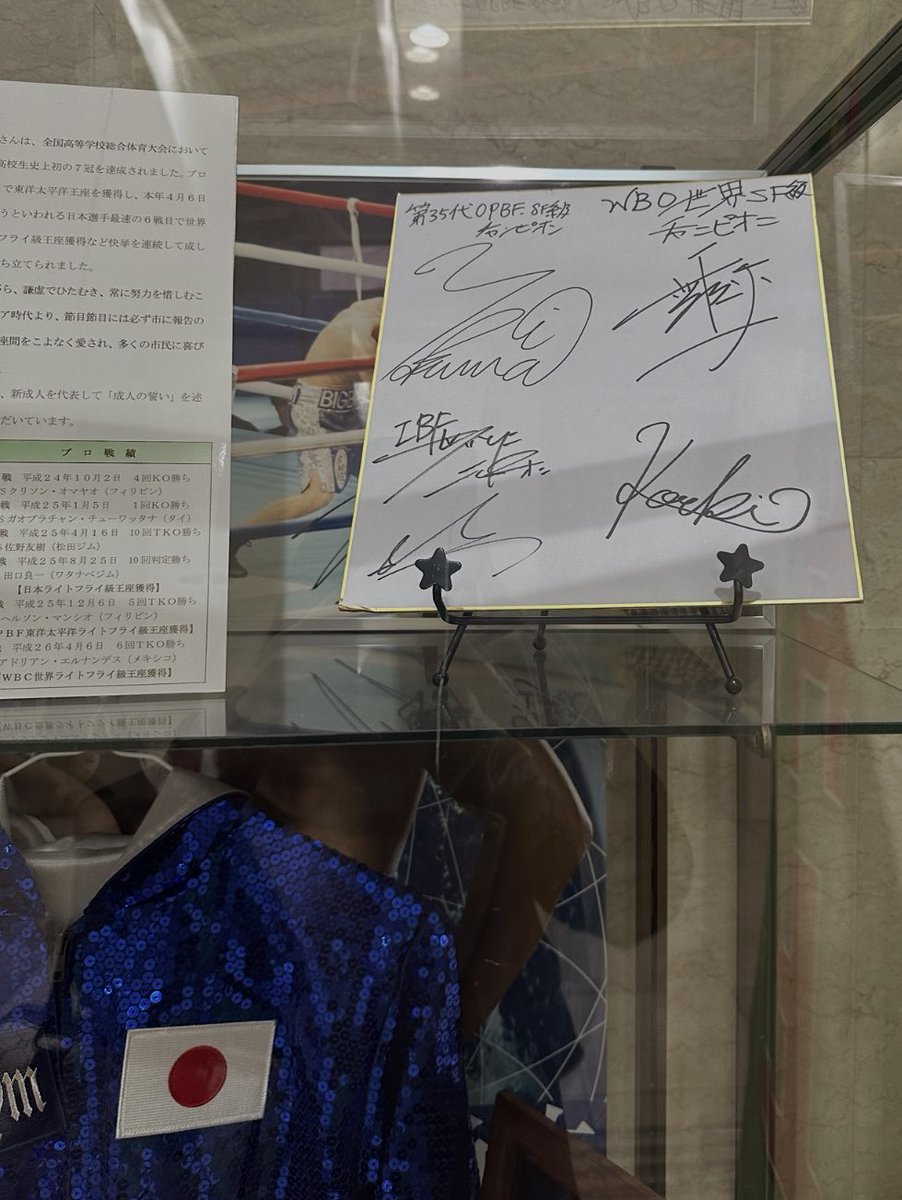 さんは、全国高等学校総合体育大会において
高校生史上初の7冠を達成されました。プロ
で東洋太平洋王座を獲得し、本年4月6日
うといわれる日本選手最速の6戦目で世界
フライ級王座獲得など快挙を連続して成し
ち立てられました。
ら、謙虚でひたむき、常に努力を惜しむこ
ア時代より、節目節目には必ず市に報告の
座間をこよなく愛され、多くの市民に喜び
、新成人を代表して「成人の誓い」を述
だいています。
プロ戦績
戦 平成24年10月2日 4回KO勝ち
VSクリソン・オマヤオ（フィリピン）
戦 平成25年1月5日 1回KO勝ち
Sガオプラチャン・チューワッタナ（タイ）
戦 平成25年4月16日 10回TKO勝ち
佐野友樹（松田ジム）
戦 平成25年8月25日 10回判定勝ち
田口良一（ワタナベジム）
【日本ライトフライ級王座獲得】
戦 平成25年12月6日 5回TKO勝ち
ヘルソン・マンシオ（フィリピン）
PBF東洋太平洋ライトフライ級王座獲得】
平成26年4月6日 6回TKO勝ち
アドリアン・エルナンデス（メキシコ）
WBC世界ライトフライ級王座獲得】
BIGB
第35代OPBF.SF級
チャンピオン
WBO世界SF級
チャンピオン
IBF
Kouki
m